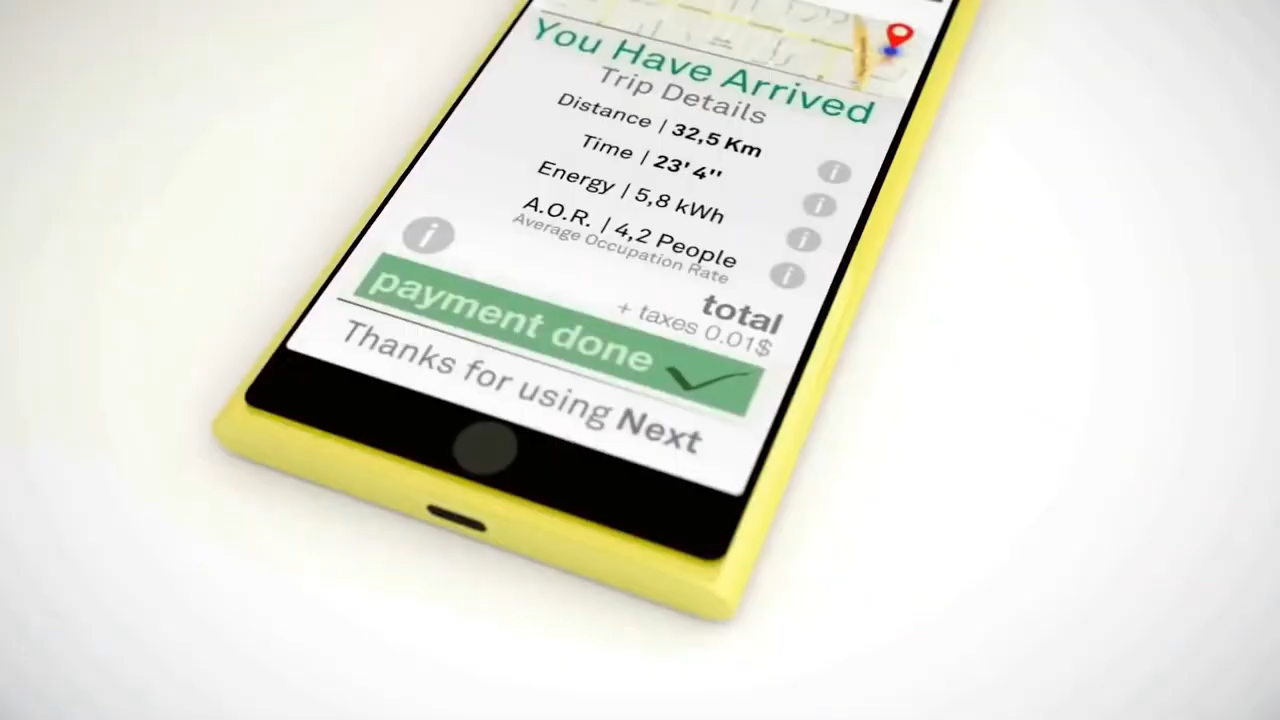 You Have Arrived
Trip Details
Distance | 32,5 Km
Time | 23' 4''
Energy | 5,8 kWh
A.O.R. | 4,2 People
Average Occupation Rate
total
+ taxes 0.01$
payment done
Thanks for using Next